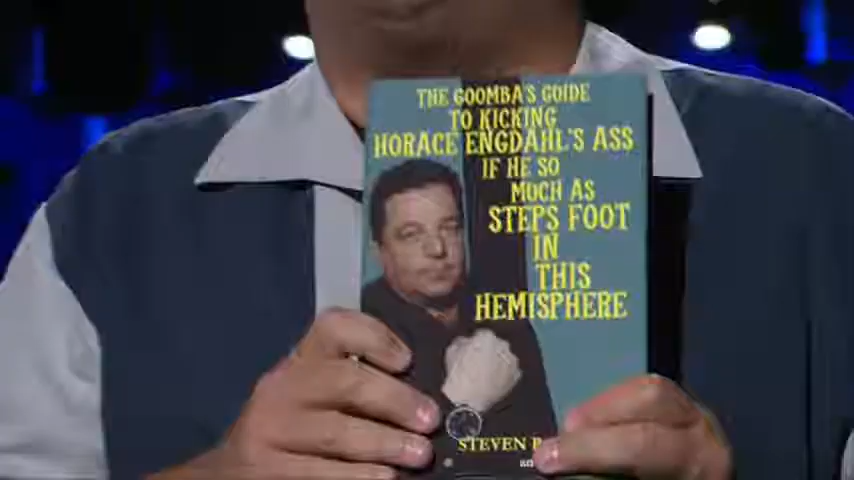 THE GOOMBA'S GUIDE
TO KICKING
HORACE ENGDAHL'S ASS
IF HE SO
MUCH AS
STEPS FOOT
IN
THIS
HEMISPHERE
STEVEN